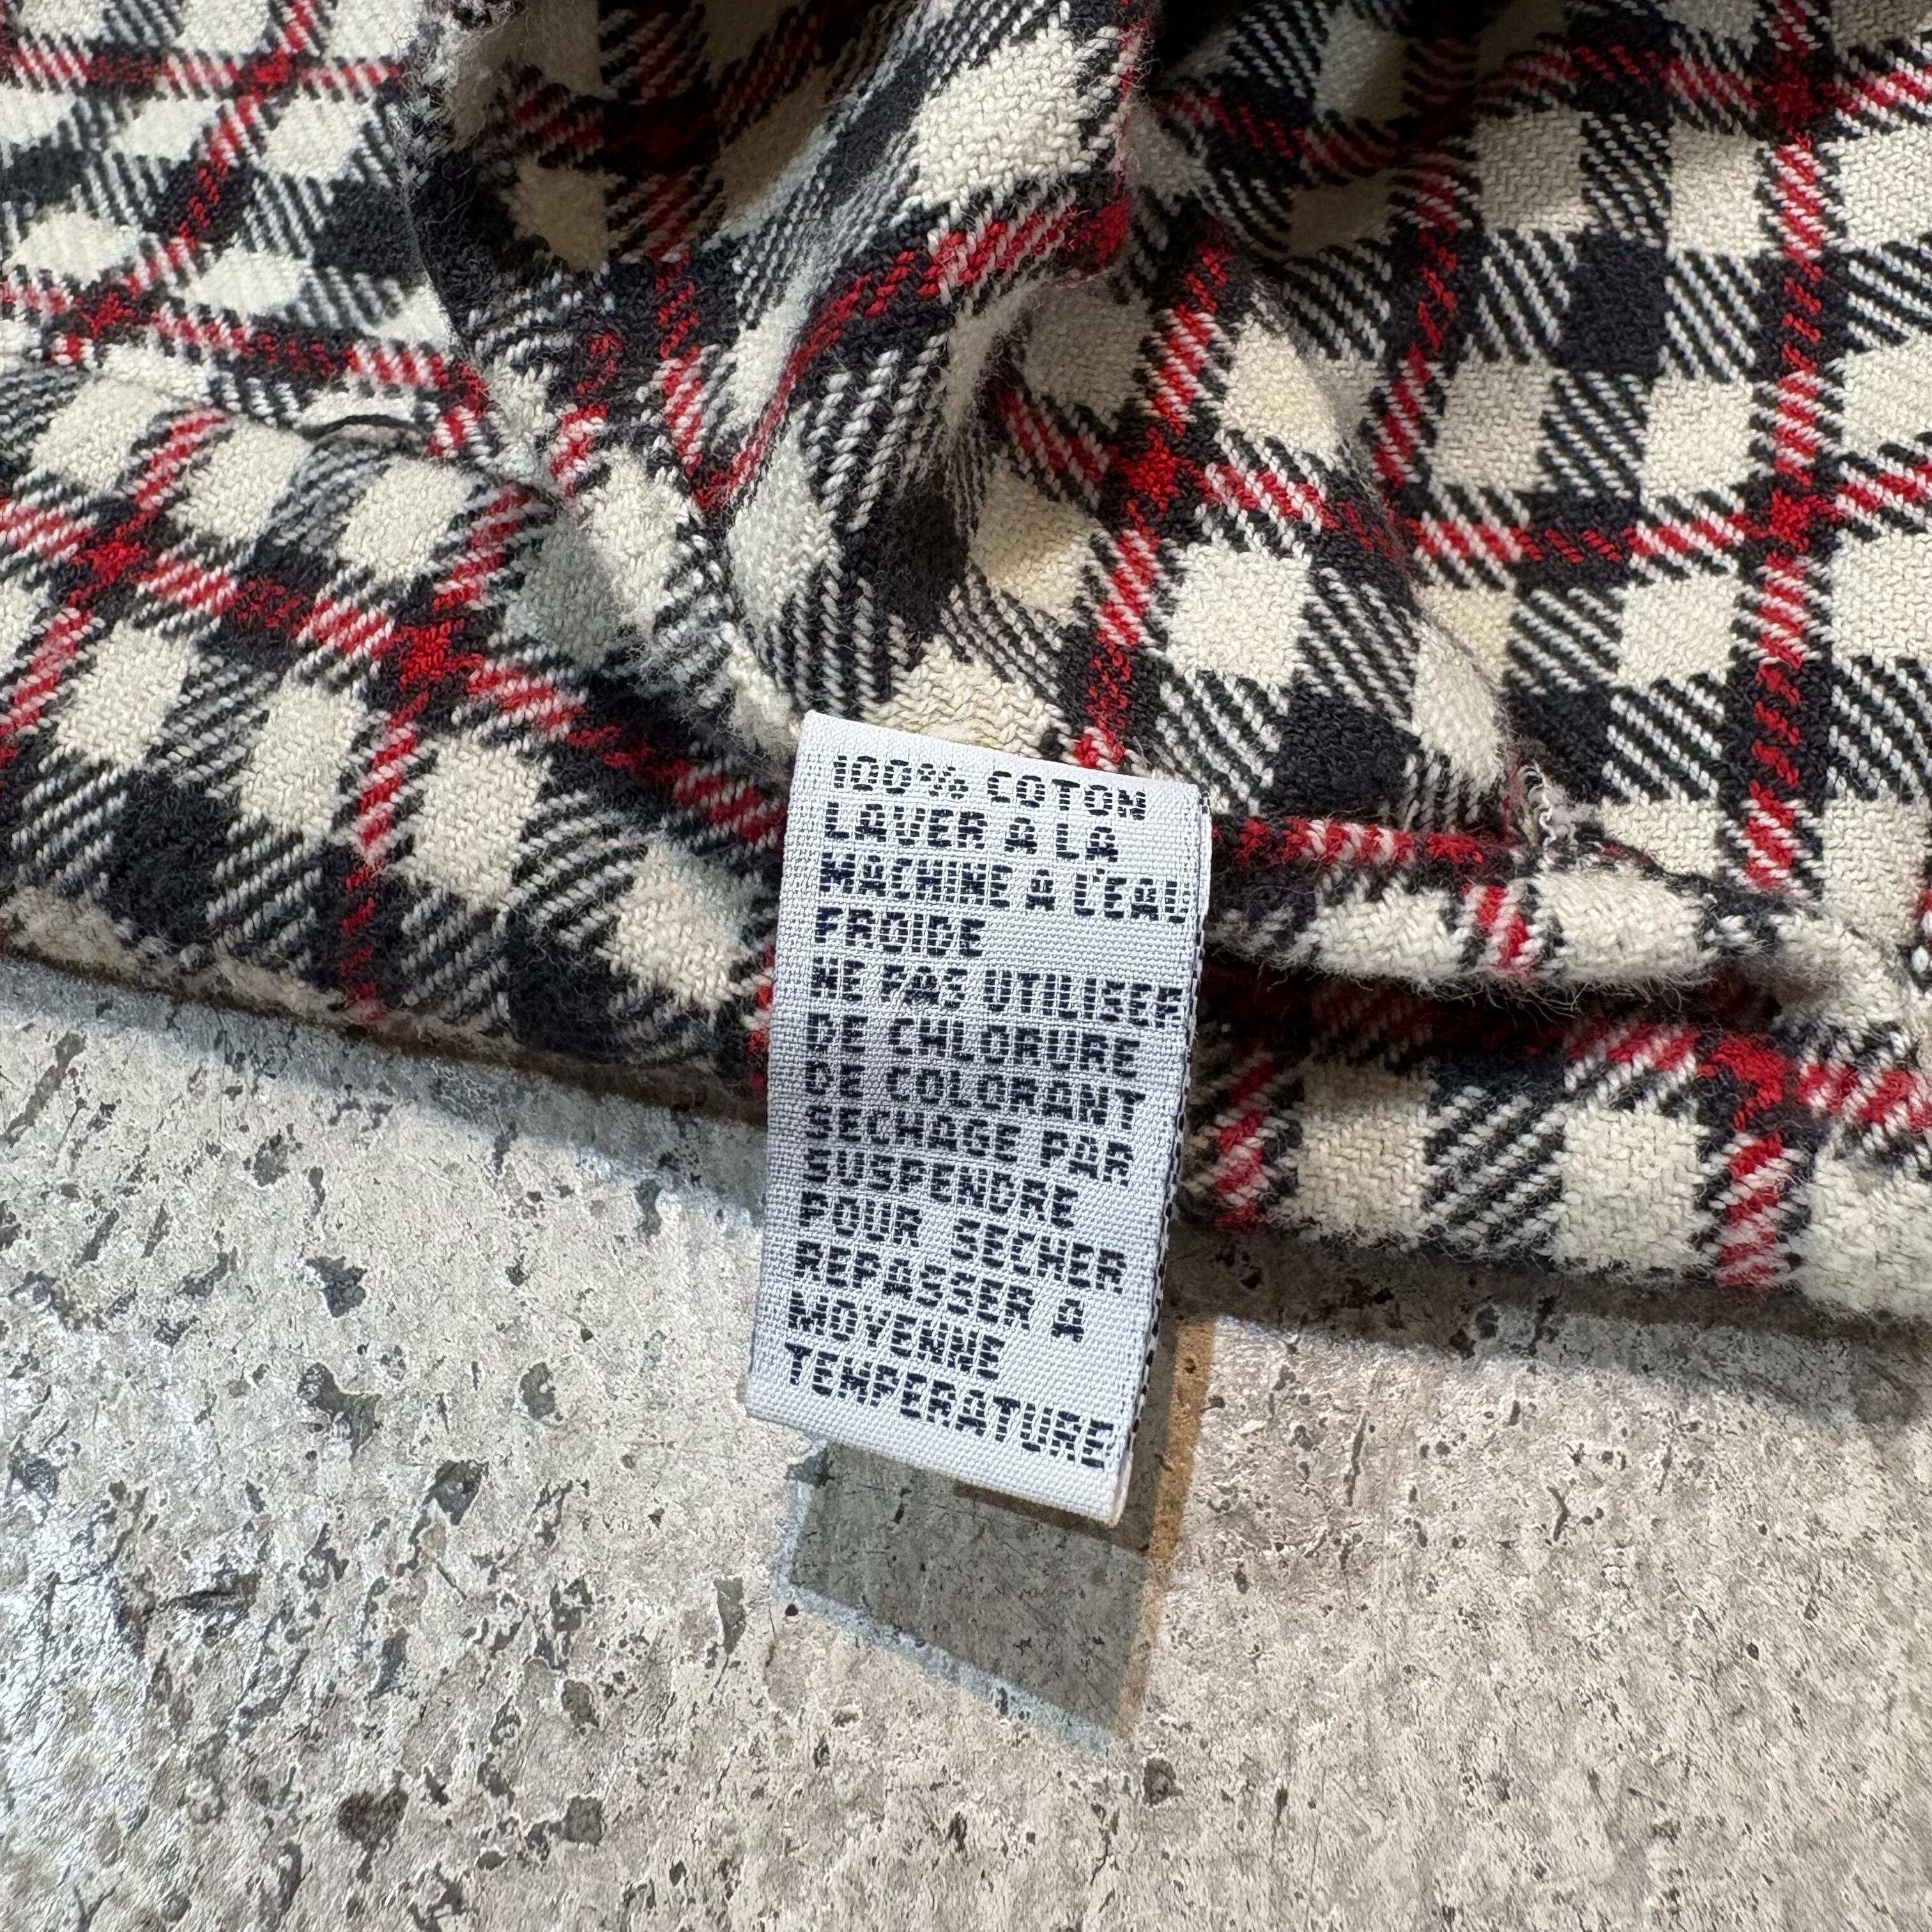 100% COTON
LAVER A LA
MACHINE A L'EAU
FROIDE
NE PAS UTILISER
DE CHLORURE
DE COLORANT
SECHAGE PAR
SUSPENDRE
POUR SECHER
REPASSER A
MOYENNE
TEMPERATURE